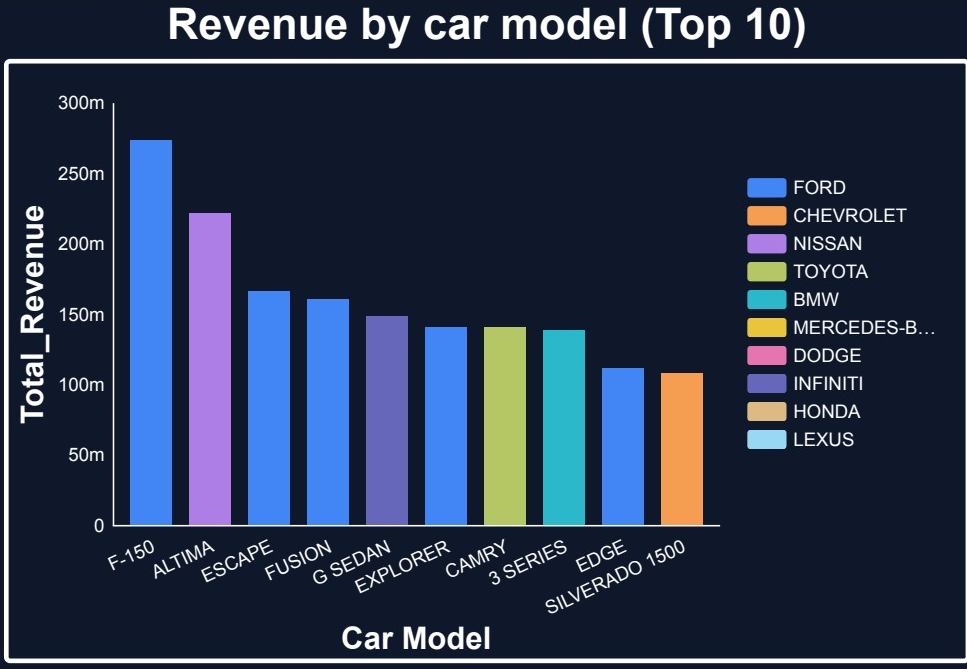 Revenue by car model (Top 10)
300m
250m
200m
150m
100m
50m
0
Total_Revenue
F-150
ALTIMA
ESCAPE
FUSION
G SEDAN
EXPLORER
CAMRY
3 SERIES
EDGE
SILVERADO 1500
Car Model
FORD
CHEVROLET
NISSAN
TOYOTA
BMW
MERCEDES-B...
DODGE
INFINITI
HONDA
LEXUS